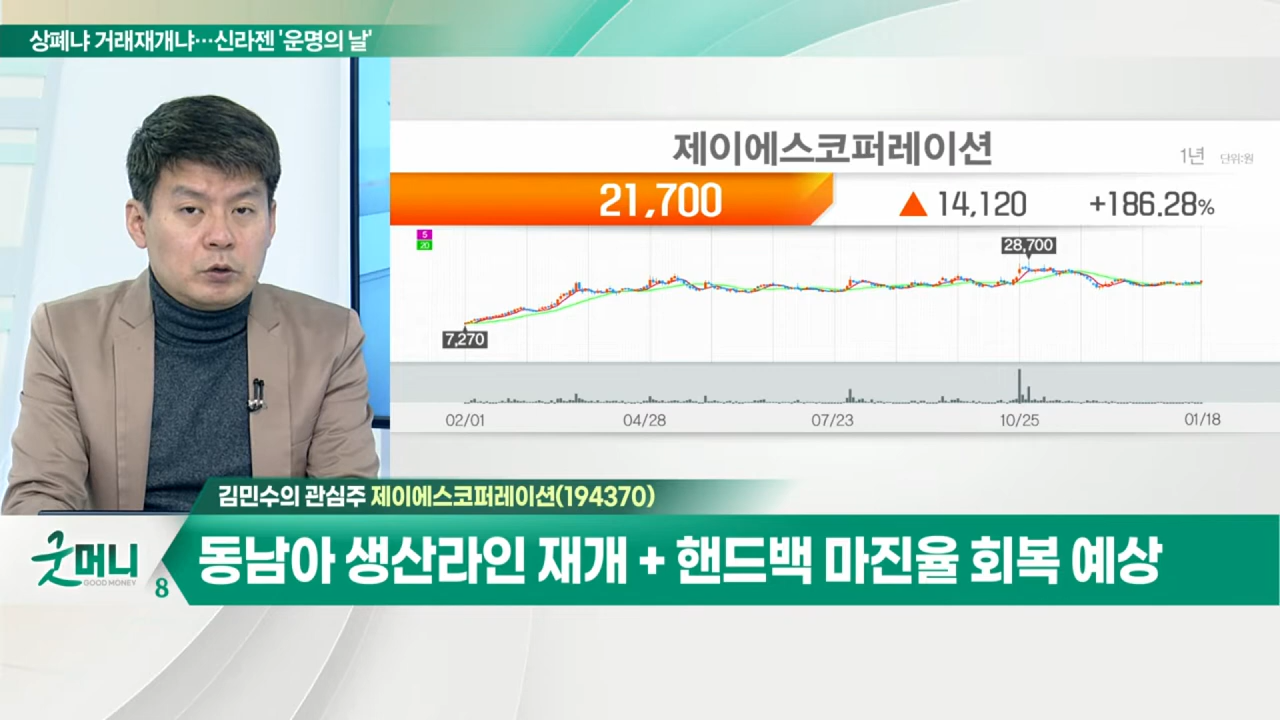 상폐냐 거래재개냐…신라젠 '운명의 날'
제이에스코퍼레이션
1년 단위:원
21,700 ▲ 14,120 +186.28%
5
20
28,700
7,270
02/01 04/28 07/23 10/25 01/18
김민수의 관심주 제이에스코퍼레이션(194370)
굿머니
GOOD MONEY
8
동남아 생산라인 재개 + 핸드백 마진율 회복 예상